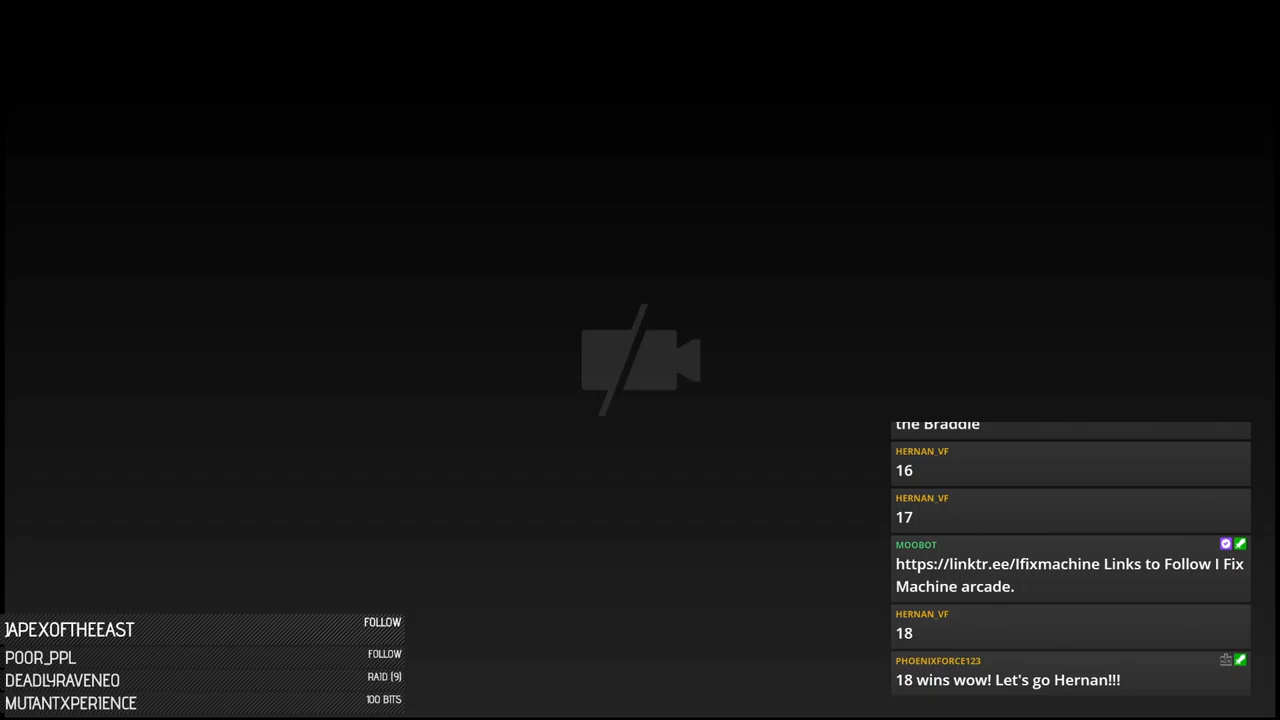 the Braddle
HERNAN_VF
16
HERNAN_VF
17
MOOBOT
https://linktr.ee/Ifixmachine Links to Follow I Fix
Machine arcade.
HERNAN_VF
18
PHOENIXFORCE123
18 wins wow! Let's go Hernan!!!
JAPEXOFTHEEAST FOLLOW
POOR_PPL FOLLOW
DEADLYRAVENEO RAID (9)
MUTANTXPERIENCE 100 BITS